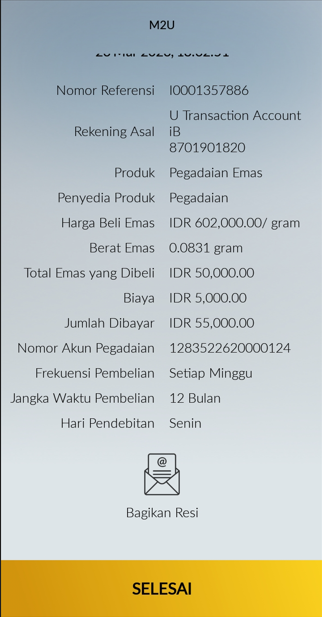 M2U
Nomor Referensi I0001357886
Rekening Asal U Transaction Account
iB
8701901820
Produk Pegadaian Emas
Penyedia Produk Pegadaian
Harga Beli Emas IDR 602,000.00/ gram
Berat Emas 0.0831 gram
Total Emas yang Dibeli IDR 50,000.00
Biaya IDR 5,000.00
Jumlah Dibayar IDR 55,000.00
Nomor Akun Pegadaian 1283522620000124
Frekuensi Pembelian Setiap Minggu
Jangka Waktu Pembelian 12 Bulan
Hari Pendebitan Senin
@
Bagikan Resi
SELESAI